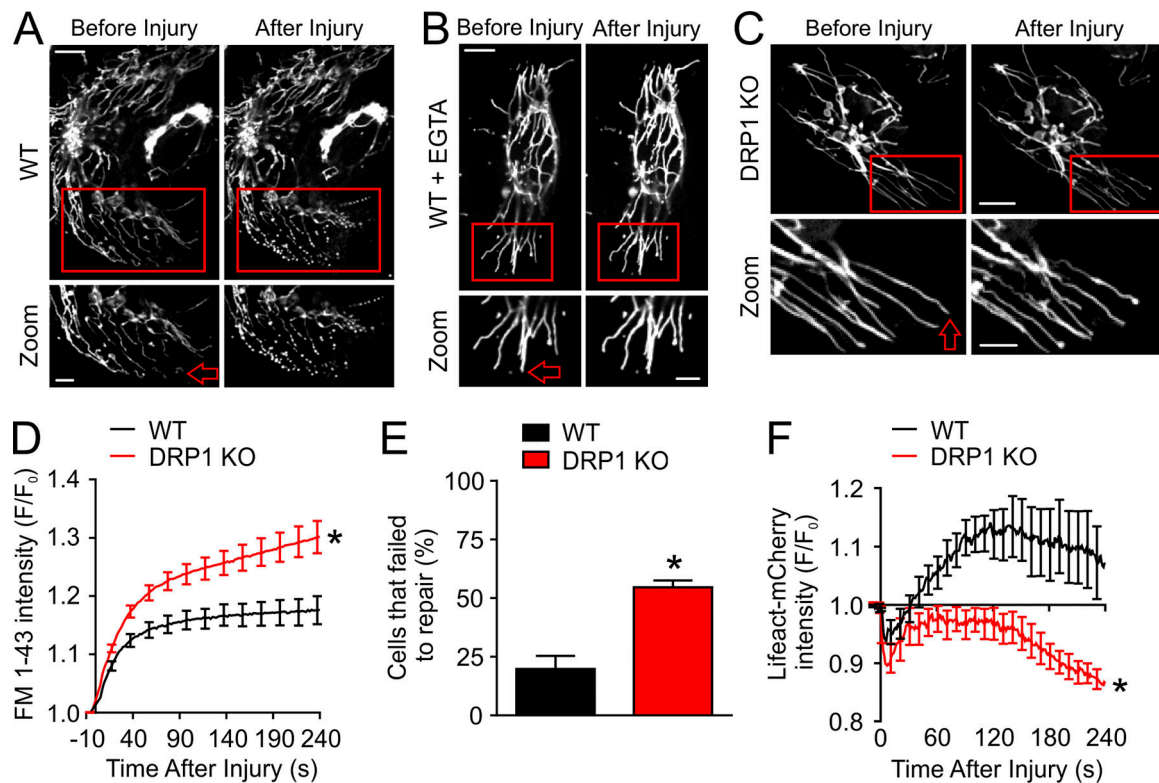 A
Before Injury After Injury
WT
Zoom
B
Before Injury After Injury
WT + EGTA
Zoom
C
Before Injury After Injury
DRP1 KO
Zoom
D
WT
DRP1 KO
FM 1-43 intensity (F/F0)
1.4
1.3
1.2
1.1
1.0
*
-10 40 90 140 190 240
Time After Injury (s)
E
WT
DRP1 KO
Cells that failed
to repair (%)
100
75
50
25
0
*
F
WT
DRP1 KO
Lifeact-mCherry
intensity (F/F0)
1.2
1.1
1.0
0.9
0.8
*
0 60 120 180 240
Time After Injury (s)